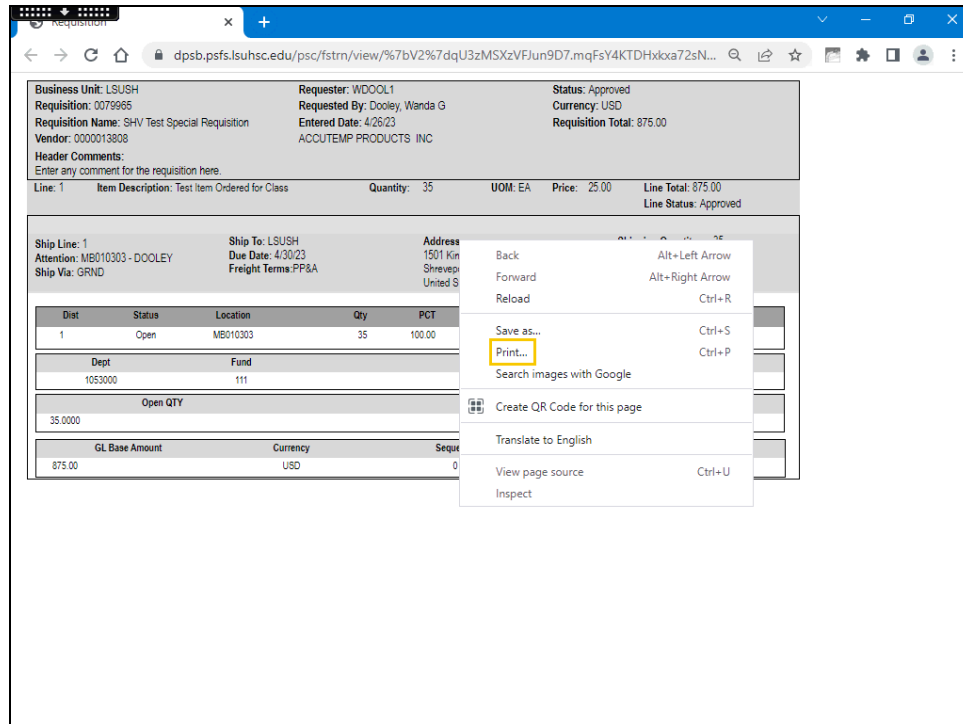 Requisition
dpsb.psfs.lsuhsc.edu/psc/fstrn/view/%7bV2%7dqU3zMSXzVFJun9D7.mqFsY4KTDHxkxa72sN...
Business Unit: LSUSH Requester: WDOOL1 Status: Approved
Requisition: 0079965 Requested By: Dooley, Wanda G Currency: USD
Requisition Name: SHV Test Special Requisition Entered Date: 4/26/23 Requisition Total: 875.00
Vendor: 0000013808 ACCUTEMP PRODUCTS INC
Header Comments:
Enter any comment for the requisition here.
Line: 1 Item Description: Test Item Ordered for Class Quantity: 35 UOM: EA Price: 25.00 Line Total: 875.00
Line Status: Approved
Ship Line: 1 Ship To: LSUSH Address
Attention: MB010303 - DOOLEY Due Date: 4/30/23 1501 Kin
Ship Via: GRND Freight Terms:PP&A Shrevep
United S
Dist Status Location Qty PCT
1 Open MB010303 35 100.00
Dept Fund
1053000 111
Open QTY
35.0000
GL Base Amount Currency Seque
875.00 USD 0
Back Alt+Left Arrow
Forward Alt+Right Arrow
Reload Ctrl+R
Save as... Ctrl+S
Print... Ctrl+P
Search images with Google
Create QR Code for this page
Translate to English
View page source Ctrl+U
Inspect